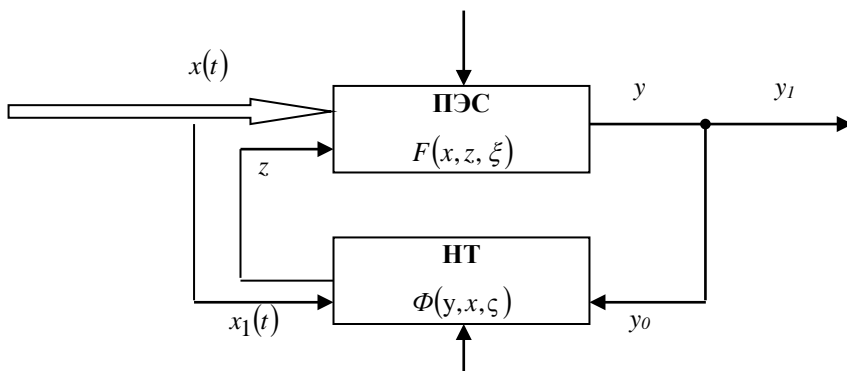 x(t)
ПЭС
y
y1
F(x, z, ξ)
z
НТ
Φ(y,x,ς)
x1(t)
y0